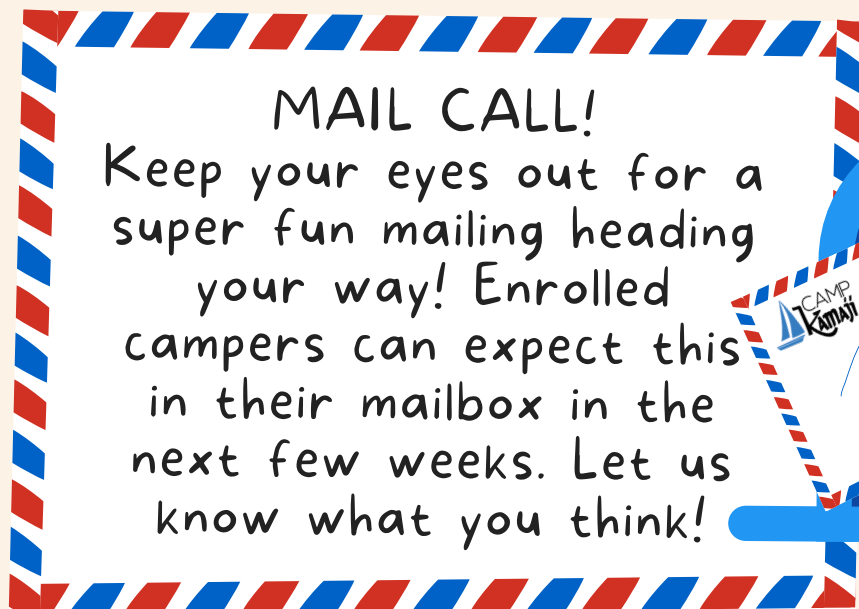 MAIL CALL!
Keep your eyes out for a
super fun mailing heading
your way! Enrolled
campers can expect this
in their mailbox in the
next few weeks. Let us
know what you think!
CAMP
Kamaji